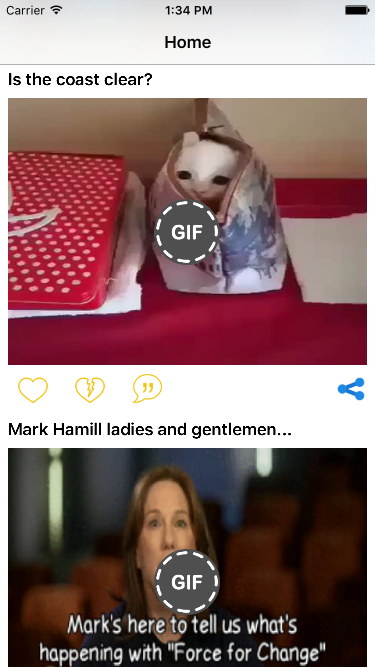 Carrier 1:34 PM
Home
Is the coast clear?
GIF
Mark Hamill ladies and gentlemen...
GIF
Mark's here to tell us what's
happening with "Force for Change"